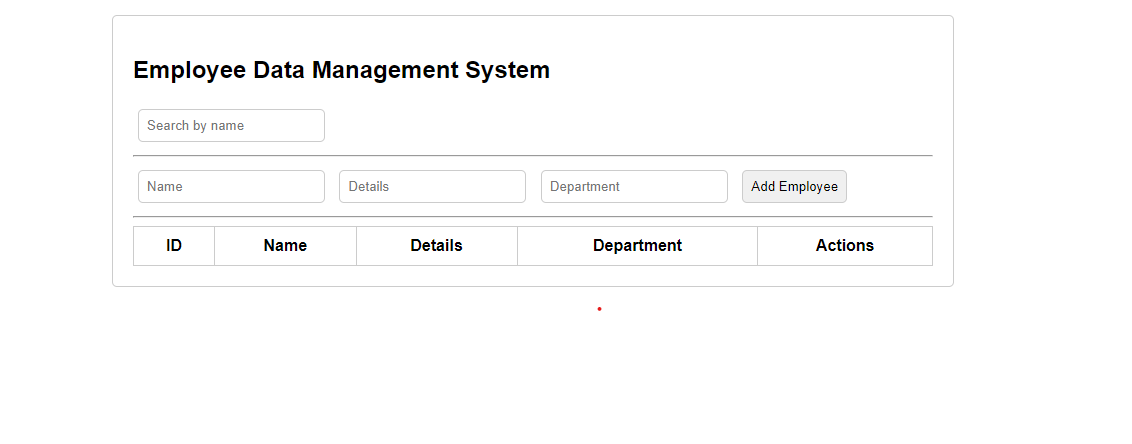 Employee Data Management System
Search by name
Name Details Department Add Employee
ID Name Details Department Actions